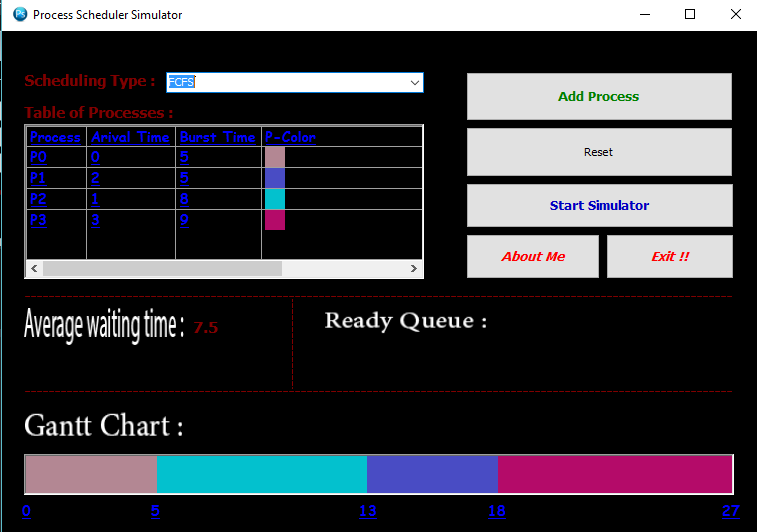 Ps Process Scheduler Simulator
Scheduling Type : FCFS
Add Process
Table of Processes :
Process Arival Time Burst Time P-Color
P0 0 5
P1 2 5
P2 1 8
P3 3 9
Reset
Start Simulator
About Me Exit !!
Average waiting time : 7.5
Ready Queue :
Gantt Chart :
0 5 13 18 27